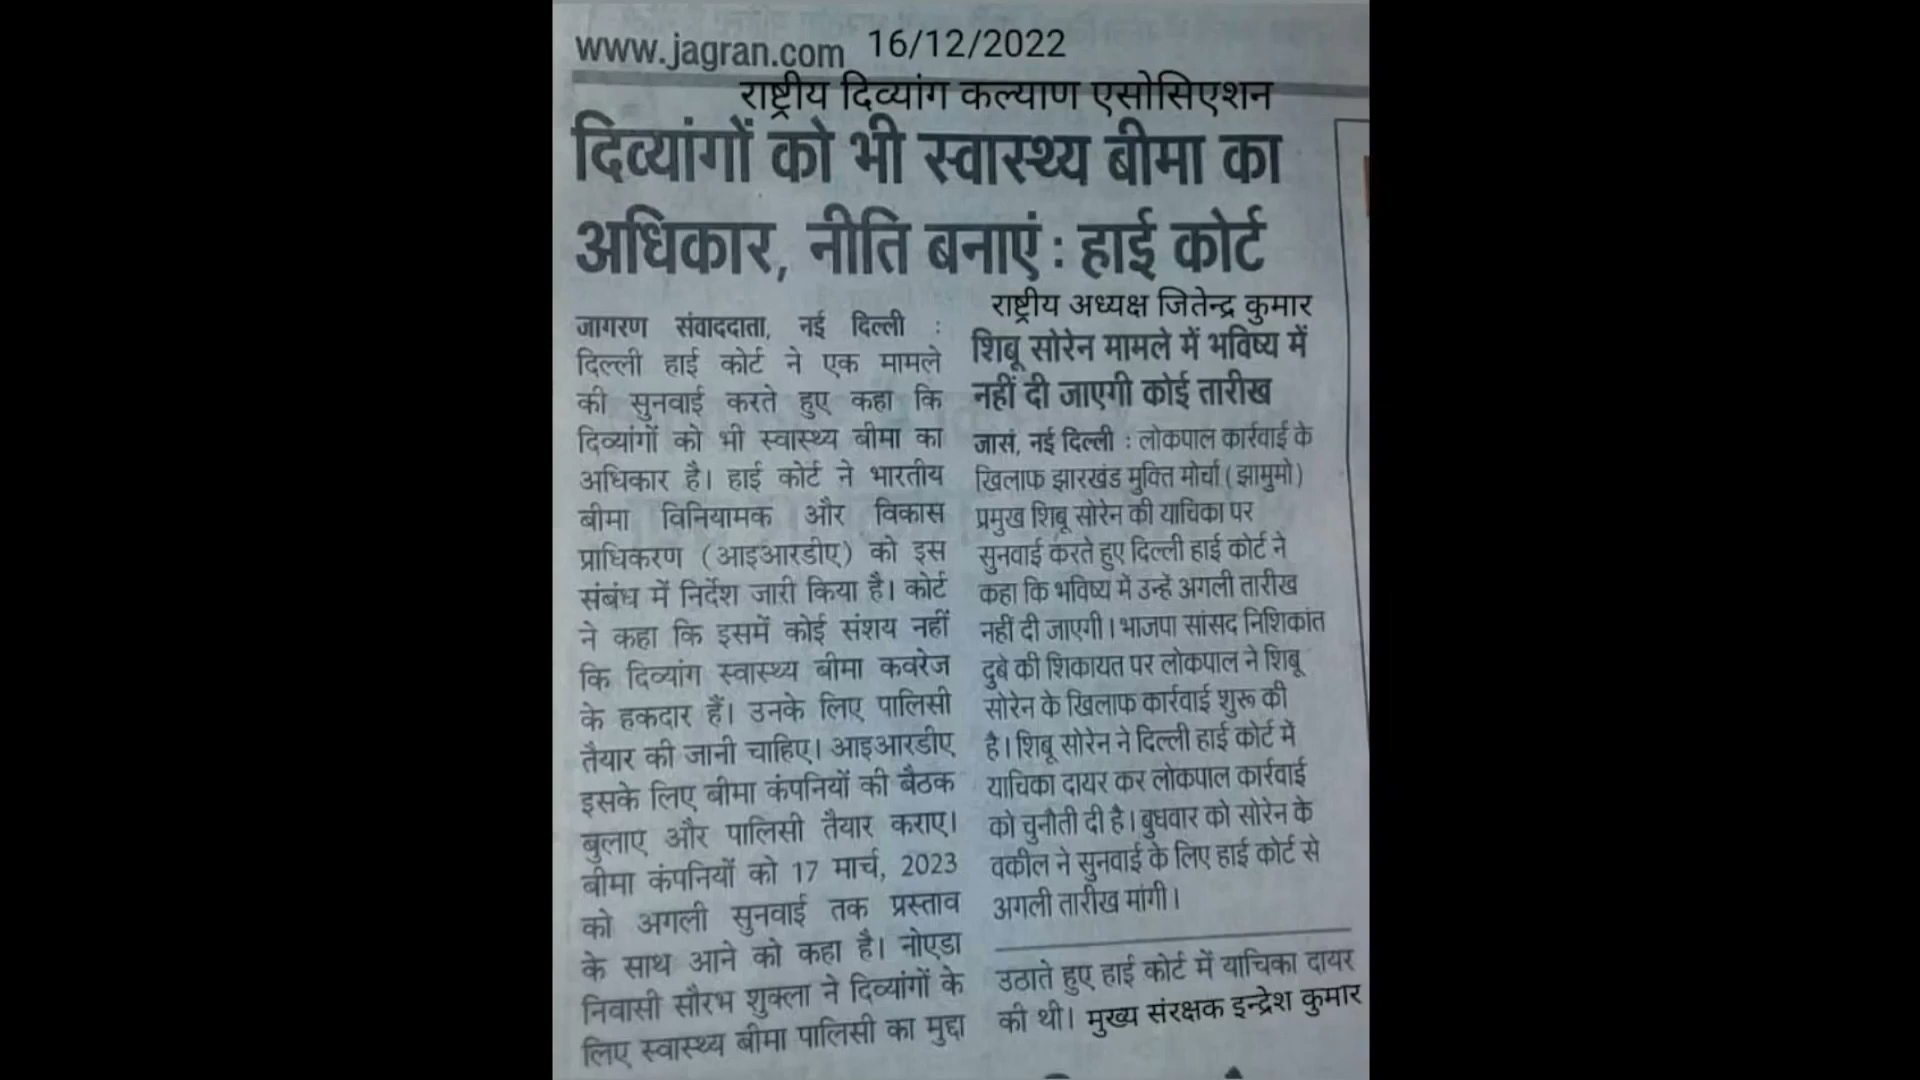 www.jagran.com 16/12/2022
राष्ट्रीय दिव्यांग कल्याण एसोसिएशन
दिव्यांगों को भी स्वास्थ्य बीमा का
अधिकार, नीति बनाएं : हाई कोर्ट
जागरण संवाददाता, नई दिल्ली :
दिल्ली हाई कोर्ट ने एक मामले
की सुनवाई करते हुए कहा कि
दिव्यांगों को भी स्वास्थ्य बीमा का
अधिकार है। हाई कोर्ट ने भारतीय
बीमा विनियामक और विकास
प्राधिकरण (आइआरडीए) को इस
संबंध में निर्देश जारी किया है। कोर्ट
ने कहा कि इसमें कोई संशय नहीं
कि दिव्यांग स्वास्थ्य बीमा कवरेज
के हकदार हैं। उनके लिए पालिसी
तैयार की जानी चाहिए। आइआरडीए
इसके लिए बीमा कंपनियों की बैठक
बुलाए और पालिसी तैयार कराए।
बीमा कंपनियों को 17 मार्च, 2023
को अगली सुनवाई तक प्रस्ताव
के साथ आने को कहा है। नोएडा
निवासी सौरभ शुक्ला ने दिव्यांगों के
लिए स्वास्थ्य बीमा पालिसी का मुद्दा
राष्ट्रीय अध्यक्ष जितेन्द्र कुमार
शिबू सोरेन मामले में भविष्य में
नहीं दी जाएगी कोई तारीख
जासं, नई दिल्ली : लोकपाल कार्रवाई के
खिलाफ झारखंड मुक्ति मोर्चा (झामुमो)
प्रमुख शिबू सोरेन की याचिका पर
सुनवाई करते हुए दिल्ली हाई कोर्ट ने
कहा कि भविष्य में उन्हें अगली तारीख
नहीं दी जाएगी। भाजपा सांसद निशिकांत
दुबे की शिकायत पर लोकपाल ने शिबू
सोरेन के खिलाफ कार्रवाई शुरू की
है। शिबू सोरेन ने दिल्ली हाई कोर्ट में
याचिका दायर कर लोकपाल कार्रवाई
को चुनौती दी है। बुधवार को सोरेन के
वकील ने सुनवाई के लिए हाई कोर्ट से
अगली तारीख मांगी।
उठाते हुए हाई कोर्ट में याचिका दायर
की थी। मुख्य संरक्षक इन्द्रेश कुमार